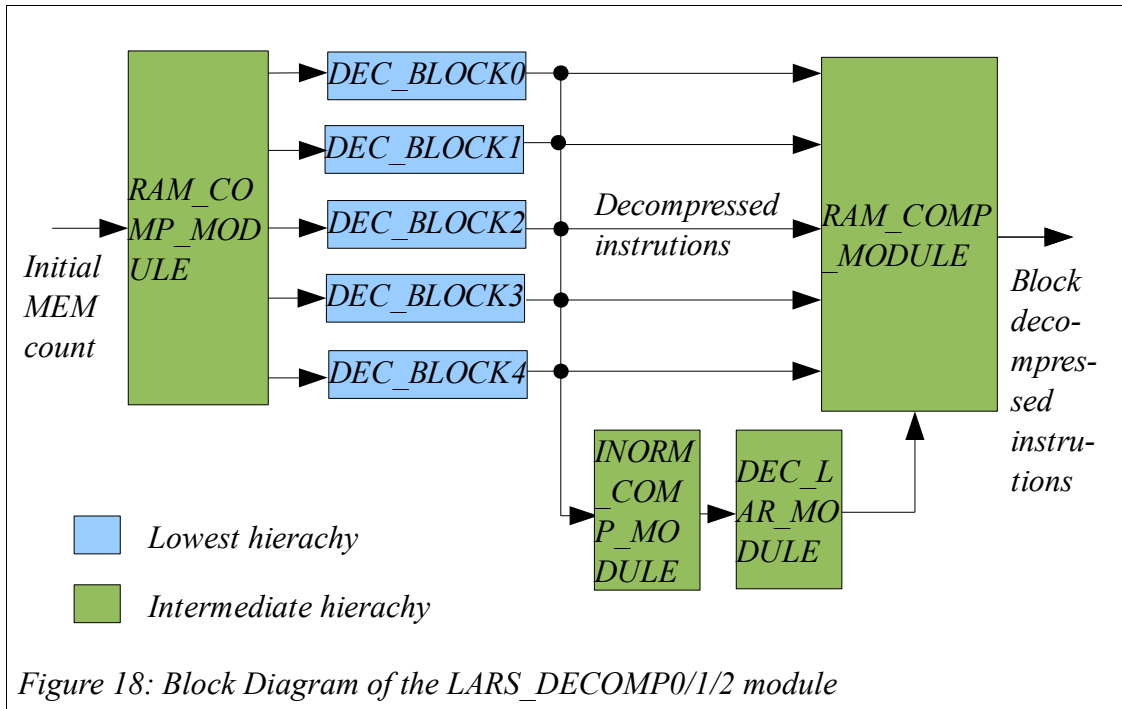 DEC_BLOCK0
DEC_BLOCK1
DEC_BLOCK2
DEC_BLOCK3
DEC_BLOCK4
RAM_CO
MP_MOD
ULE
Initial
MEM
count
Decompressed
instrutions
RAM_COMP
_MODULE
Block
deco-
mpres-
sed
instru-
tions
INORM
_COM
P_MO
DULE
DEC_L
AR_MO
DULE
Lowest hierachy
Intermediate hierachy
Figure 18: Block Diagram of the LARS_DECOMP0/1/2 module